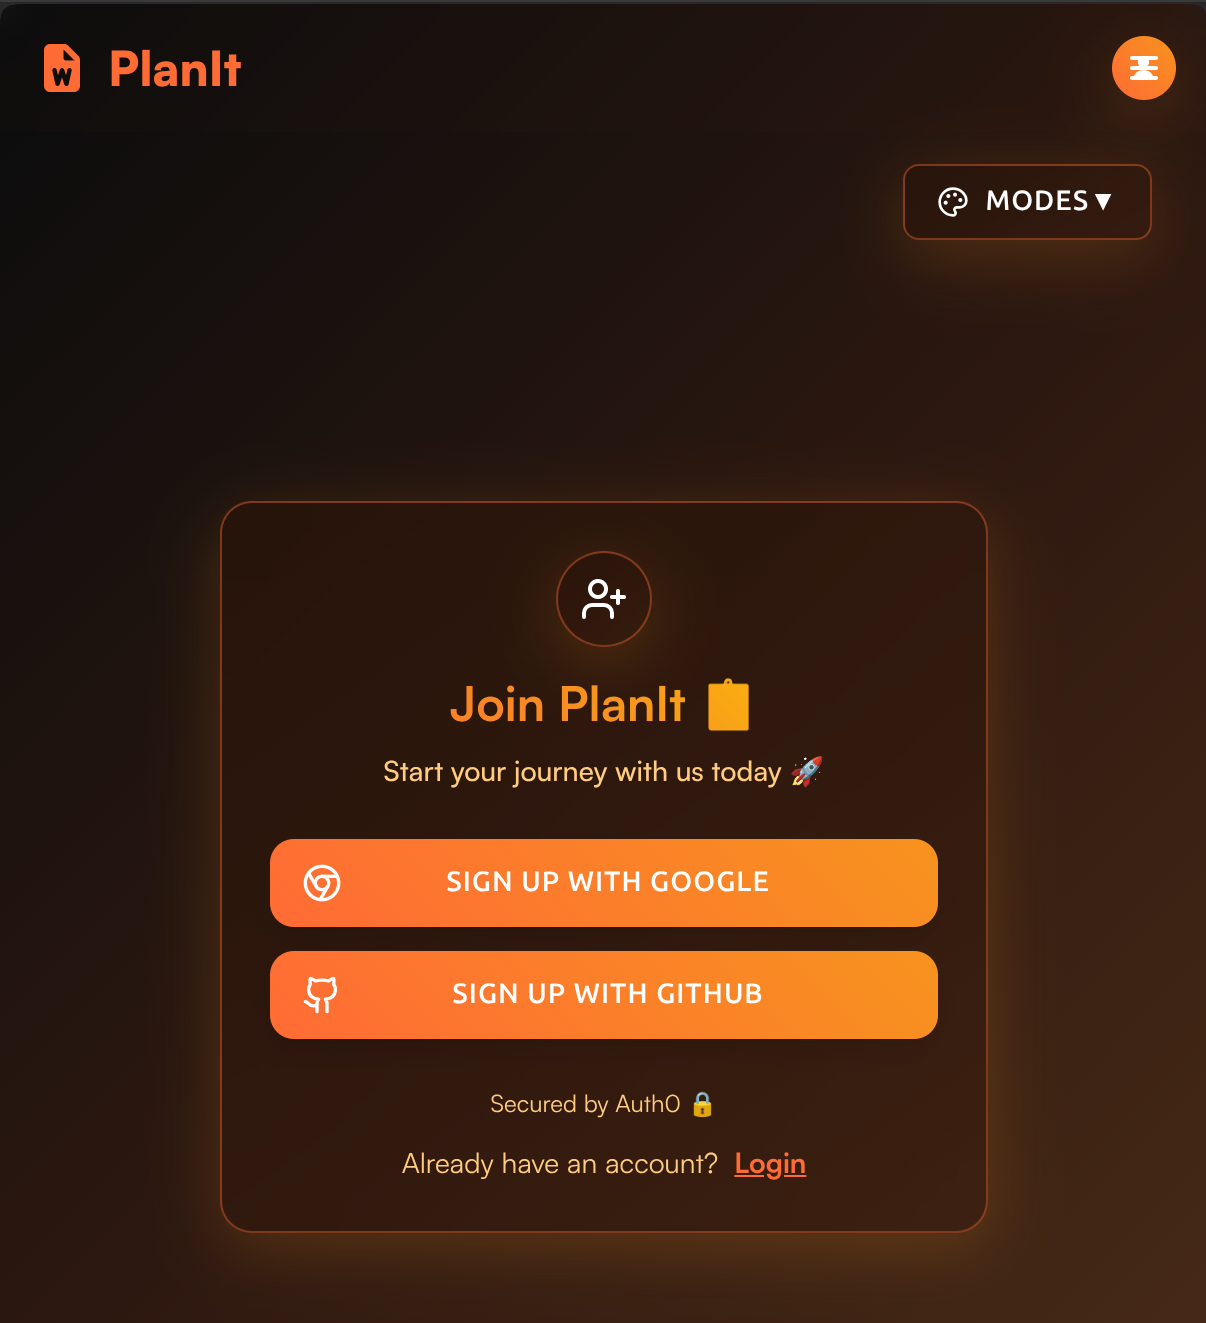 W PlanIt
MODES ▼
Join PlanIt 📋
Start your journey with us today 🚀
SIGN UP WITH GOOGLE
SIGN UP WITH GITHUB
Secured by Auth0 🔒
Already have an account? Login